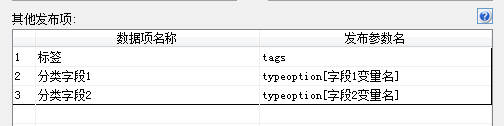 其他发布项:
数据项名称 发布参数名
1 标签 tags
2 分类字段1 typeoption[字段1变量名]
3 分类字段2 typeoption[字段2变量名]